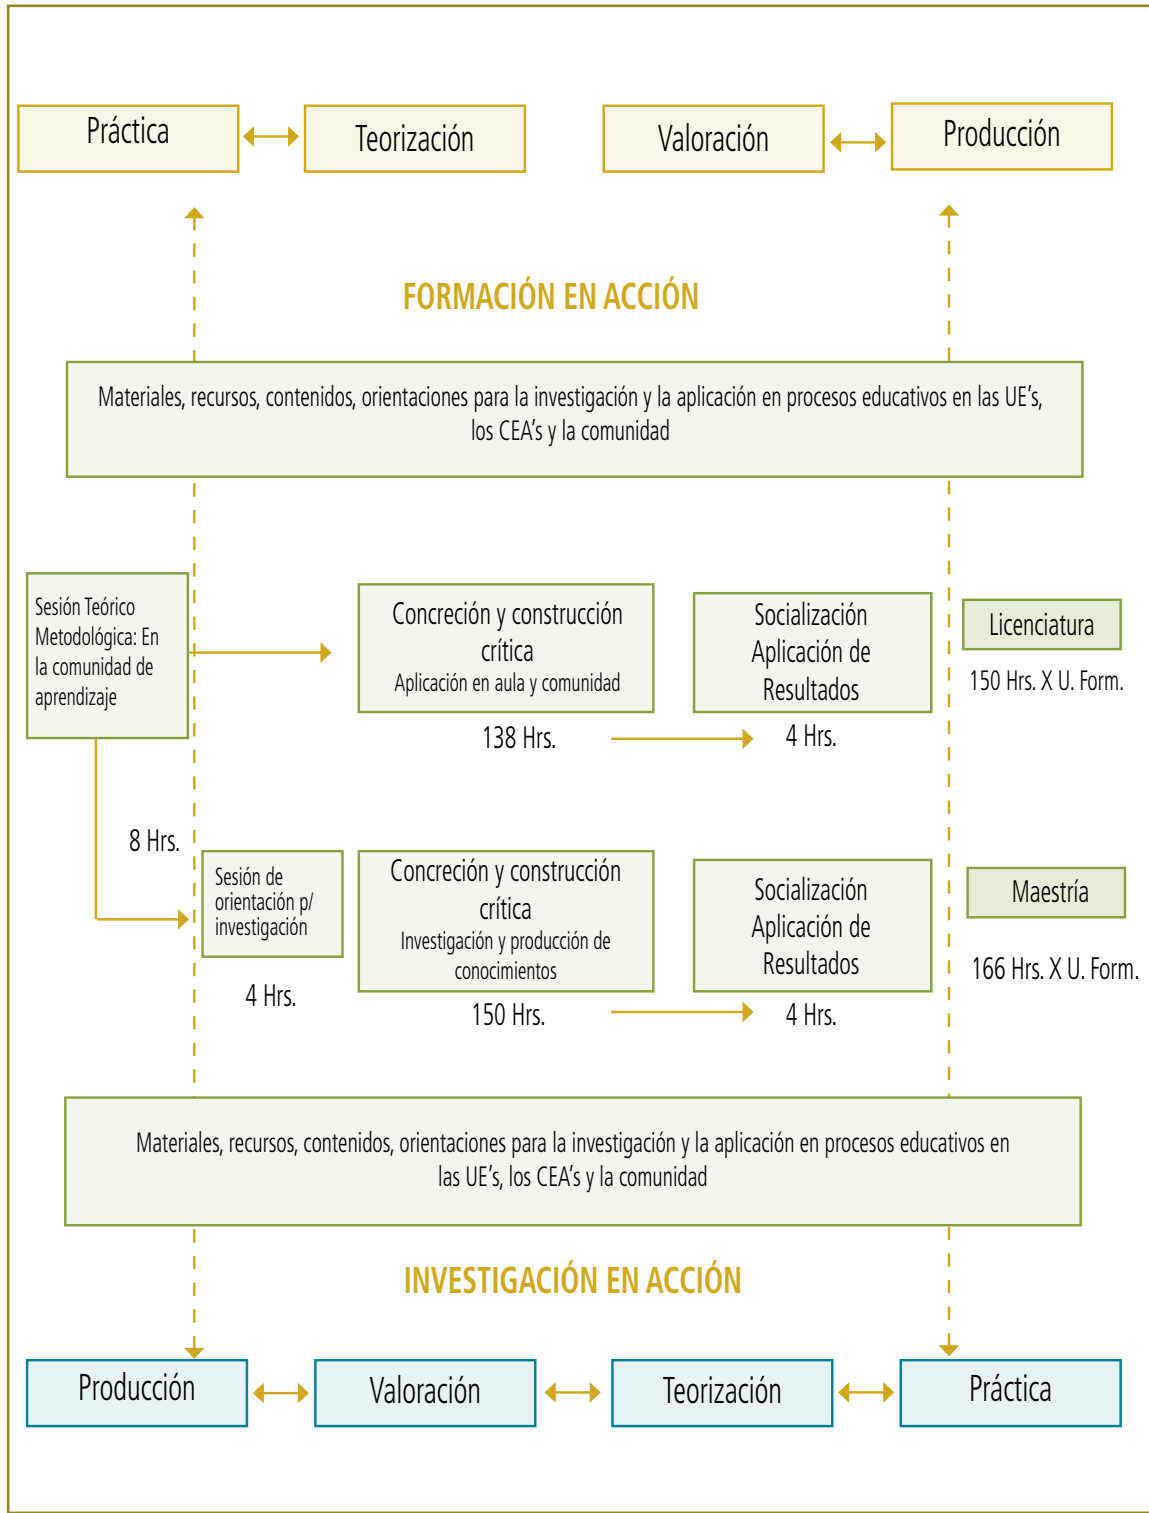 Práctica
Teorización
Valoración
Producción
FORMACIÓN EN ACCIÓN
Materiales, recursos, contenidos, orientaciones para la investigación y la aplicación en procesos educativos en las UE's,
los CEA's y la comunidad
Sesión Teórico
Metodológica: En
la comunidad de
aprendizaje
Concreción y construcción
crítica
Aplicación en aula y comunidad
138 Hrs.
Socialización
Aplicación de
Resultados
4 Hrs.
Licenciatura
150 Hrs. X U. Form.
8 Hrs.
Sesión de
orientación p/
investigación
4 Hrs.
Concreción y construcción
crítica
Investigación y producción de
conocimientos
150 Hrs.
Socialización
Aplicación de
Resultados
4 Hrs.
Maestría
166 Hrs. X U. Form.
Materiales, recursos, contenidos, orientaciones para la investigación y la aplicación en procesos educativos en
las UE's, los CEA's y la comunidad
INVESTIGACIÓN EN ACCIÓN
Producción
Valoración
Teorización
Práctica